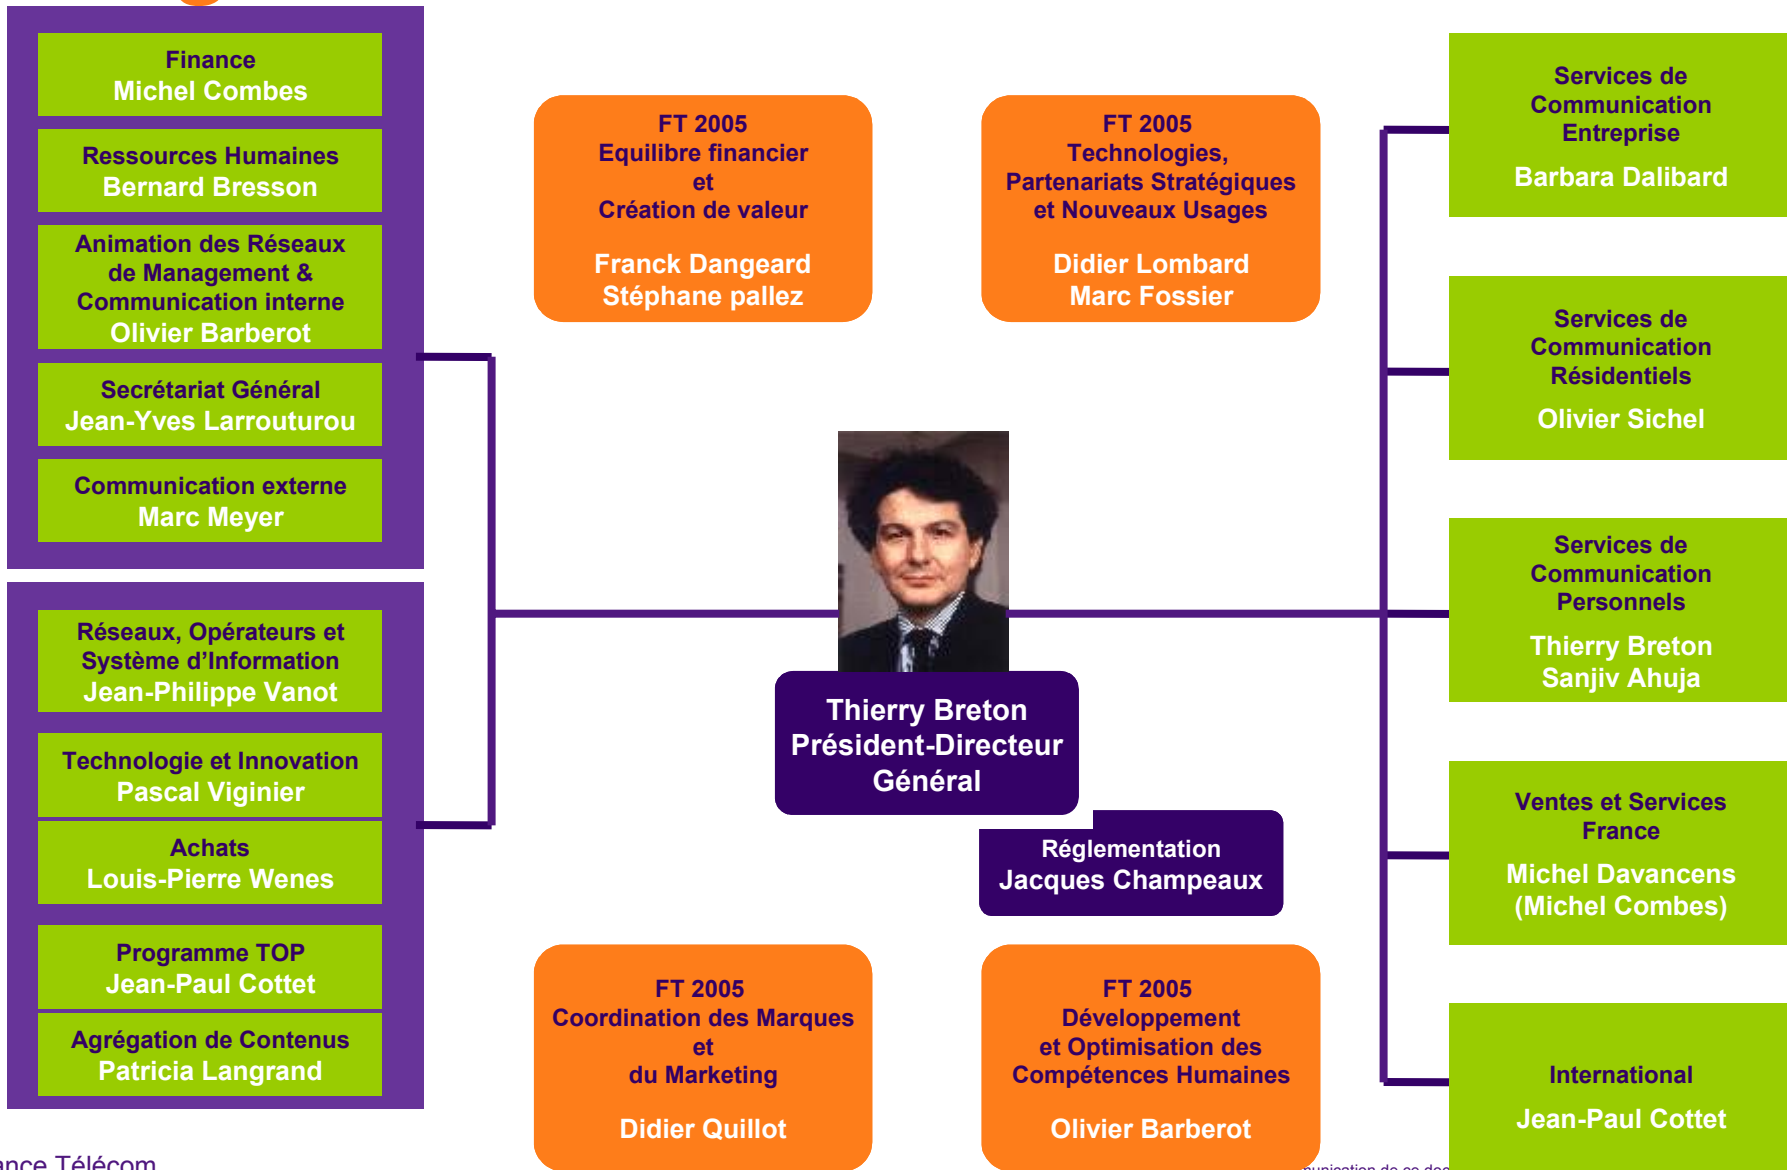 Finance
Michel Combes
Ressources Humaines
Bernard Bresson
Animation des Réseaux
de Management &
Communication interne
Olivier Barberot
Secrétariat Général
Jean-Yves Larrouturou
Communication externe
Marc Meyer
Réseaux, Opérateurs et
Système d’Information
Jean-Philippe Vanot
Technologie et Innovation
Pascal Viginier
Achats
Louis-Pierre Wenes
Programme TOP
Jean-Paul Cottet
Agrégation de Contenus
Patricia Langrand
FT 2005
Equilibre financier
et
Création de valeur
Franck Dangeard
Stéphane pallez
FT 2005
Technologies,
Partenariats Stratégiques
et Nouveaux Usages
Didier Lombard
Marc Fossier
Thierry Breton
Président-Directeur
Général
Réglementation
Jacques Champeaux
FT 2005
Coordination des Marques
et
du Marketing
Didier Quillot
FT 2005
Développement
et Optimisation des
Compétences Humaines
Olivier Barberot
Services de
Communication
Entreprise
Barbara Dalibard
Services de
Communication
Résidentiels
Olivier Sichel
Services de
Communication
Personnels
Thierry Breton
Sanjiv Ahuja
Ventes et Services
France
Michel Davancens
(Michel Combes)
International
Jean-Paul Cottet
Télécom
de ce